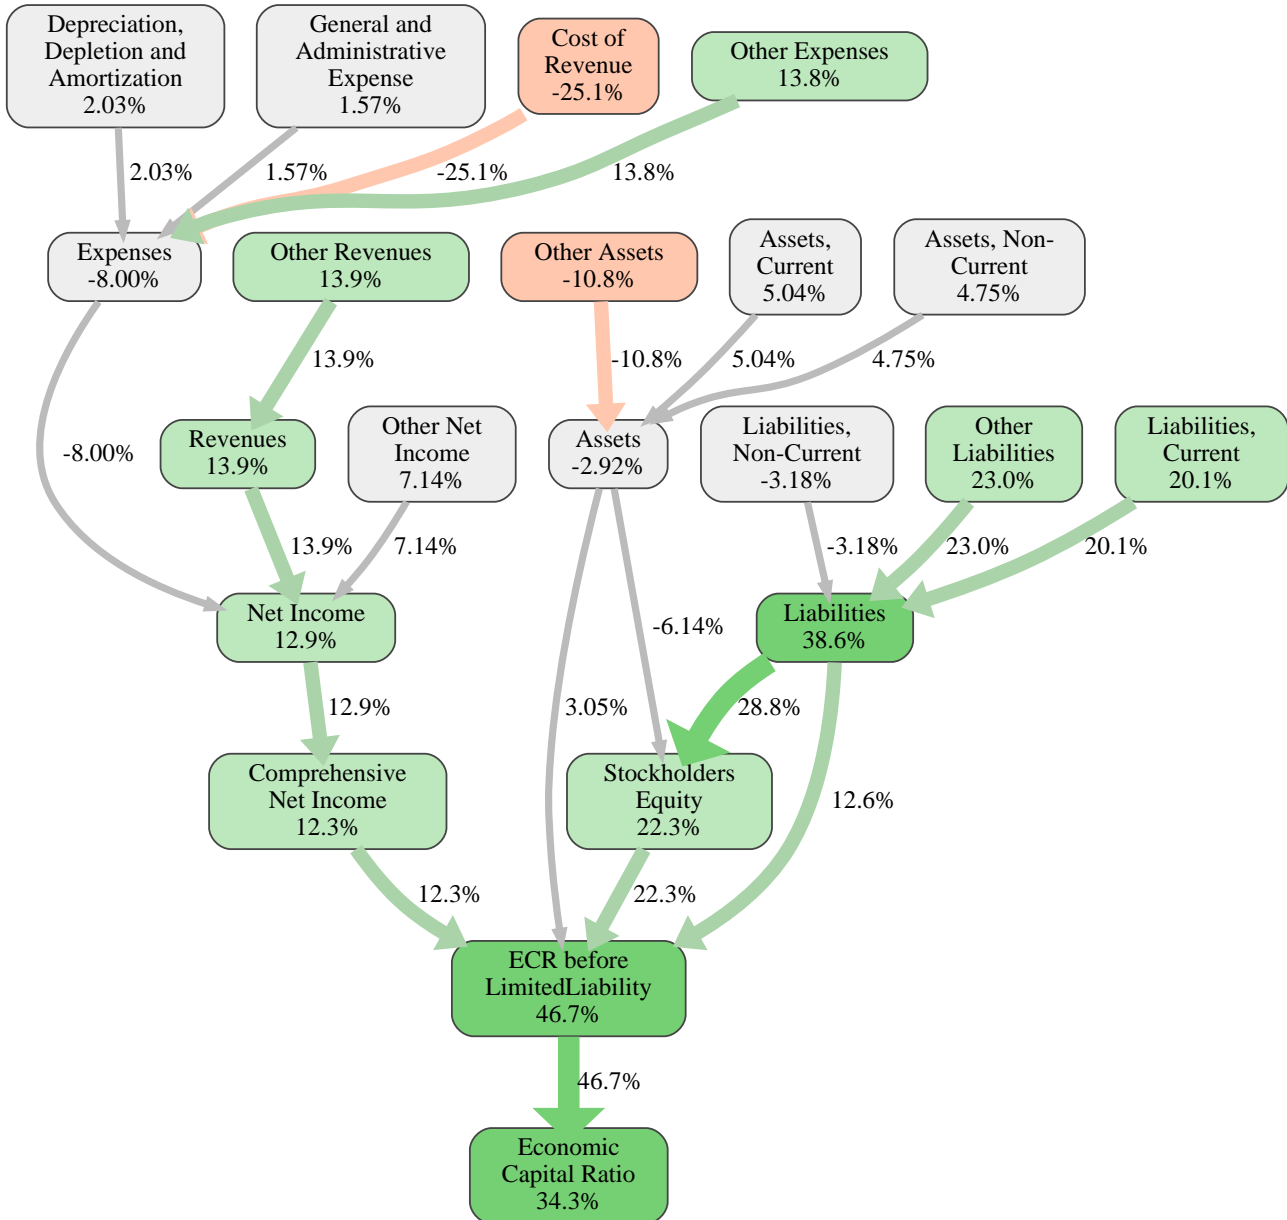 Depreciation,
Depletion and
Amortization
2.03%
General and
Administrative
Expense
1.57%
Cost of
Revenue
-25.1%
Other Expenses
13.8%
2.03%
1.57%
-25.1%
13.8%
Expenses
-8.00%
Other Revenues
13.9%
Other Assets
-10.8%
Assets,
Current
5.04%
Assets, Non-
Current
4.75%
13.9%
-10.8%
5.04%
4.75%
-8.00%
Revenues
13.9%
Other Net
Income
7.14%
Assets
-2.92%
Liabilities,
Non-Current
-3.18%
Other
Liabilities
23.0%
Liabilities,
Current
20.1%
13.9%
7.14%
-3.18%
23.0%
20.1%
Net Income
12.9%
-6.14%
Liabilities
38.6%
12.9%
3.05%
28.8%
Comprehensive
Net Income
12.3%
Stockholders
Equity
22.3%
12.6%
12.3%
22.3%
ECR before
LimitedLiability
46.7%
46.7%
Economic
Capital Ratio
34.3%